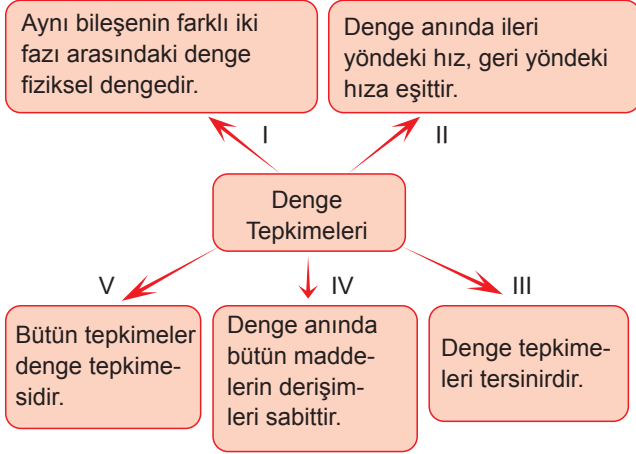 Aynı bileşenin farklı iki
fazı arasındaki denge
fiziksel dengedir.
Denge anında ileri
yöndeki hız, geri yöndeki
hıza eşittir.
I
II
Denge
Tepkimeleri
V
IV
III
Bütün tepkimeler
denge tepkime-
sidir.
Denge anında
bütün madde-
lerin derişim-
leri sabittir.
Denge tepkime-
leri tersinirdir.